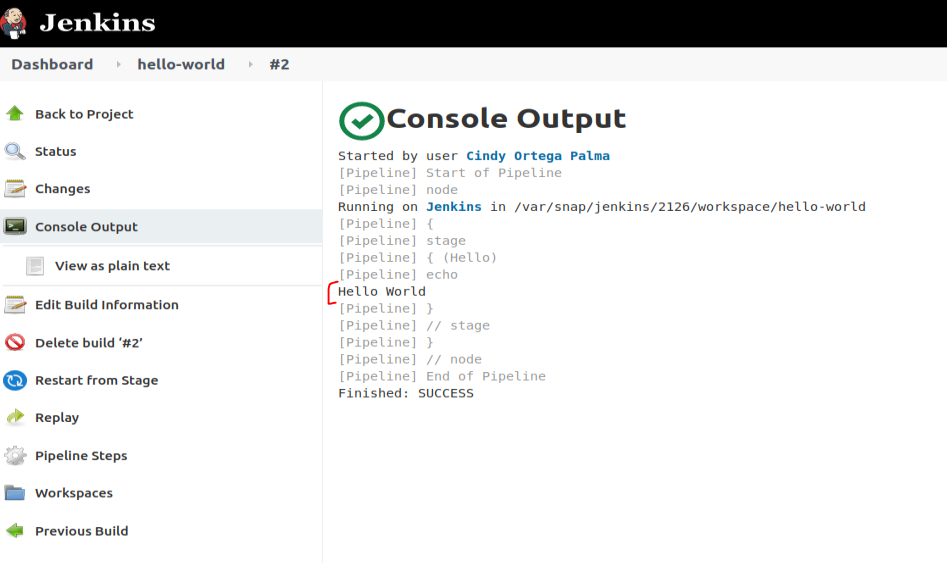 Jenkins
Dashboard hello-world #2
Back to Project
Status
Changes
Console Output
View as plain text
Edit Build Information
Delete build ‘#2’
Restart from Stage
Replay
Pipeline Steps
Workspaces
Previous Build
Console Output
Started by user Cindy Ortega Palma
[Pipeline] Start of Pipeline
[Pipeline] node
Running on Jenkins in /var/snap/jenkins/2126/workspace/hello-world
[Pipeline] {
[Pipeline] stage
[Pipeline] { (Hello)
[Pipeline] echo
Hello World
[Pipeline] }
[Pipeline] // stage
[Pipeline] }
[Pipeline] // node
[Pipeline] End of Pipeline
Finished: SUCCESS